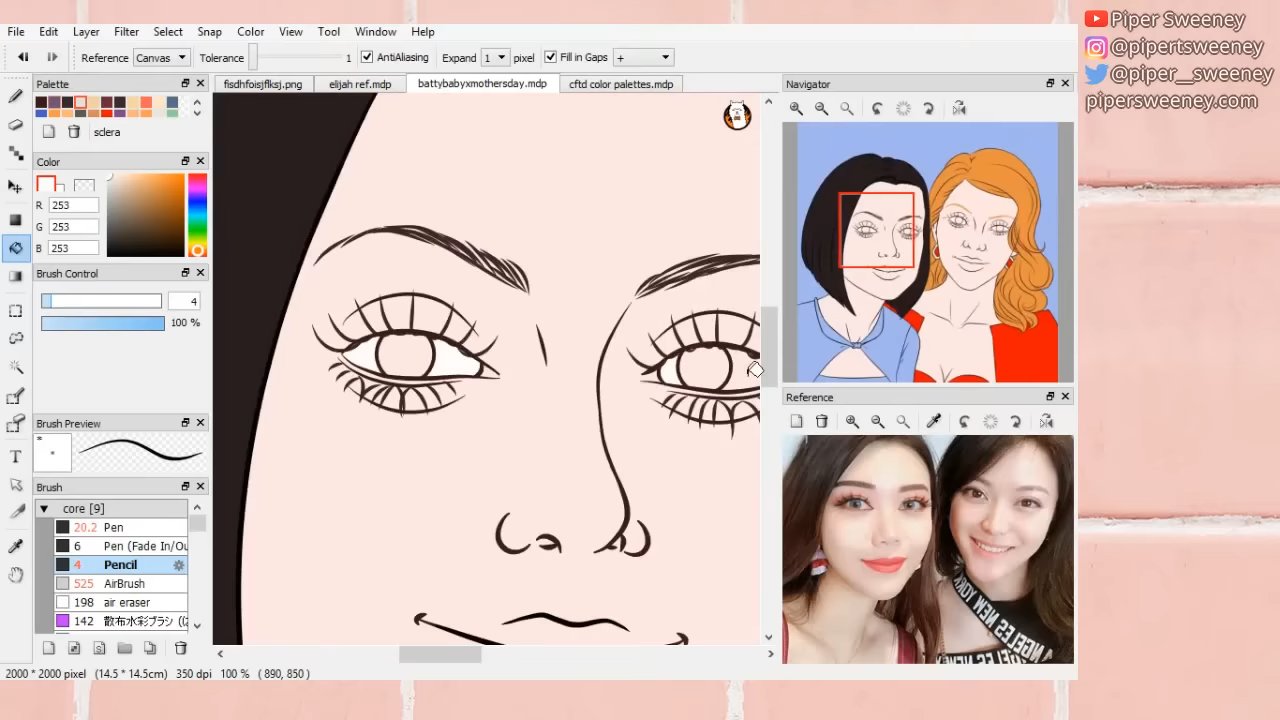 File Edit Layer Filter Select Snap Color View Tool Window Help
Reference Canvas Tolerance 1 AntiAliasing Expand 1 pixel Fill in Gaps +
Palette
fisdhfoisjflksj.png elijah ref.mdp battybabyxmothersday.mdp cftd color palettes.mdp
Navigator
sclera
Color
R 253
G 253
B 253
Brush Control
4
100 %
Brush Preview
*
Brush
core [9]
20.2 Pen
6 Pen (Fade In/Ou
4 Pencil
525 AirBrush
198 air eraser
142 散布水彩ブラシ
2000 * 2000 pixel (14.5 * 14.5cm) 350 dpi 100 % ( 890, 850 )
Reference
ANGELES NEW YORK
Piper Sweeney
@pipertsweeney
@piper__sweeney
pipersweeney.com